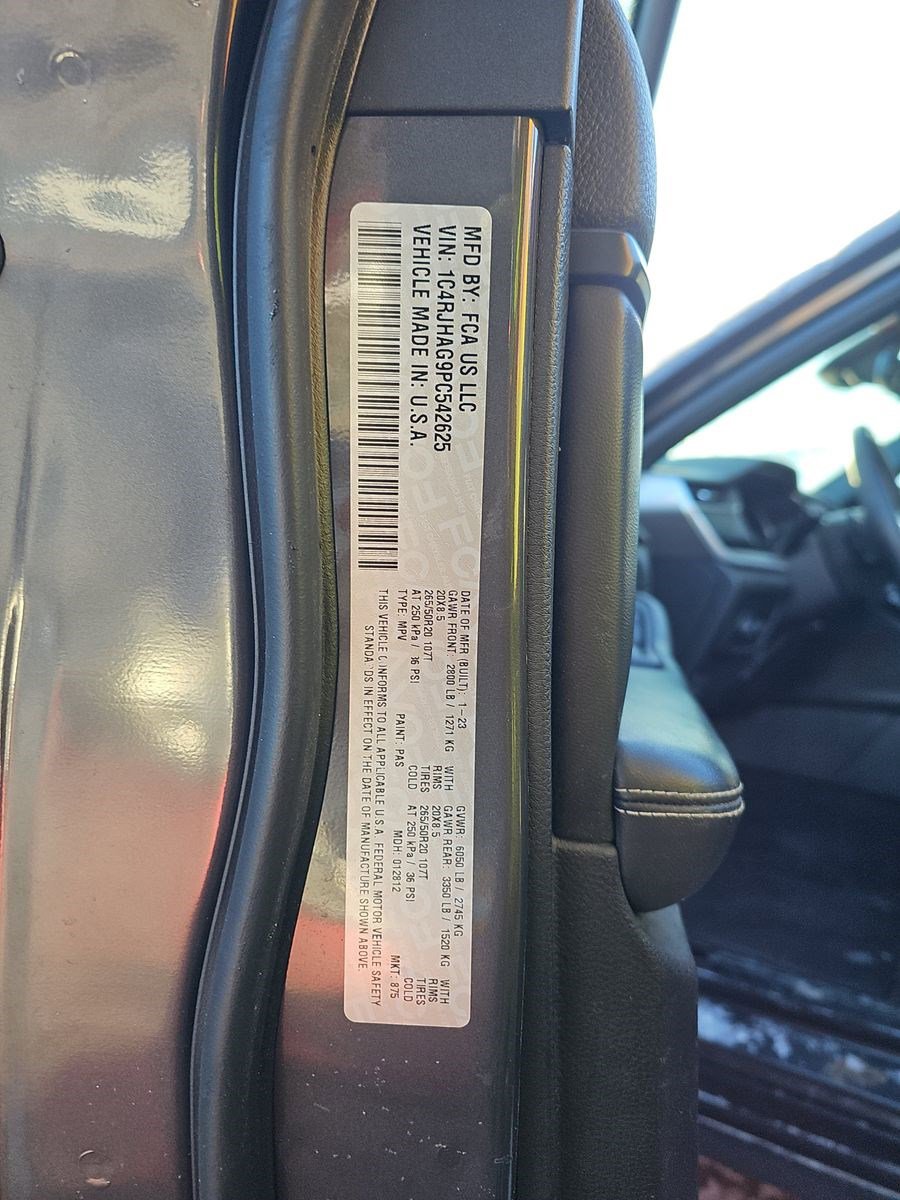 MFD BY: FCA US LLC
VIN: 1C4RJHAG9PC542625
VEHICLE MADE IN: U.S.A.
DATE OF MFR (BUILT): 1-23 GVWR: 6050 LB / 2745 KG
GAWR FRONT: 2800 LB / 1271 KG WITH GAWR REAR: 3350 LB / 1520 KG WITH
20X8.5 RIMS 20X8.5 RIMS
265/50R20 107T TIRES 265/50R20 107T TIRES
AT 250 kPa / 36 PSI COLD AT 250 kPa / 36 PSI COLD
TYPE: MPV PAINT: PAS MDH: 012812 MKT: 875
THIS VEHICLE CONFORMS TO ALL APPLICABLE U.S.A. FEDERAL MOTOR VEHICLE SAFETY
STANDARDS IN EFFECT ON THE DATE OF MANUFACTURE SHOWN ABOVE.